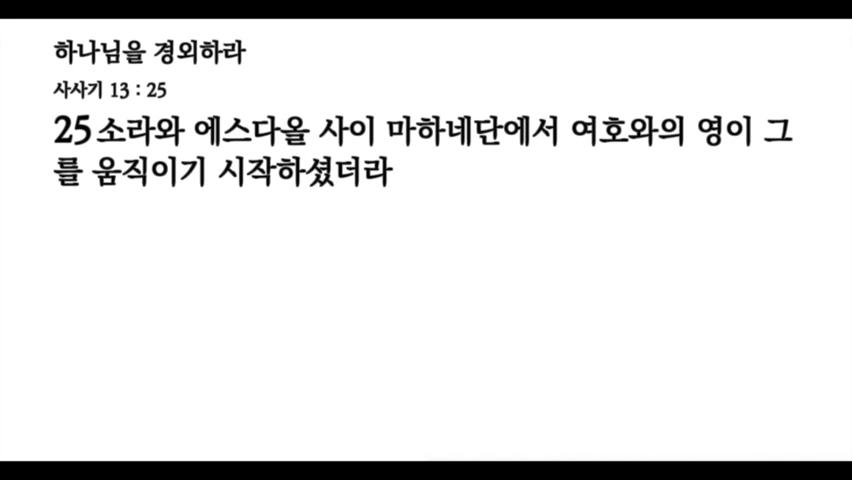 하나님을 경외하라
사사기 13 : 25
25 소라와 에스다올 사이 마하네단에서 여호와의 영이 그
를 움직이기 시작하셨더라